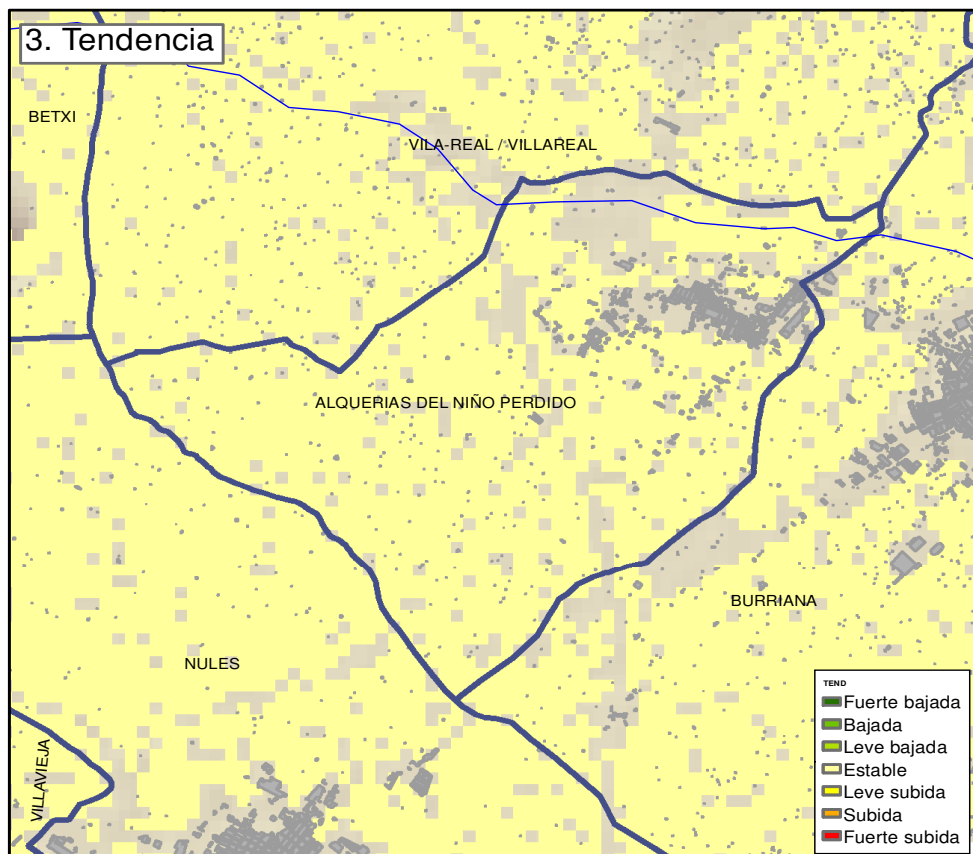 3. Tendencia
BETXI
VILA-REAL / VILLAREAL
ALQUERIAS DEL NIÑO PERDIDO
BURRIANA
NULES
VILLAVIEJA
TEND
Fuerte bajada
Bajada
Leve bajada
Estable
Leve subida
Subida
Fuerte subida